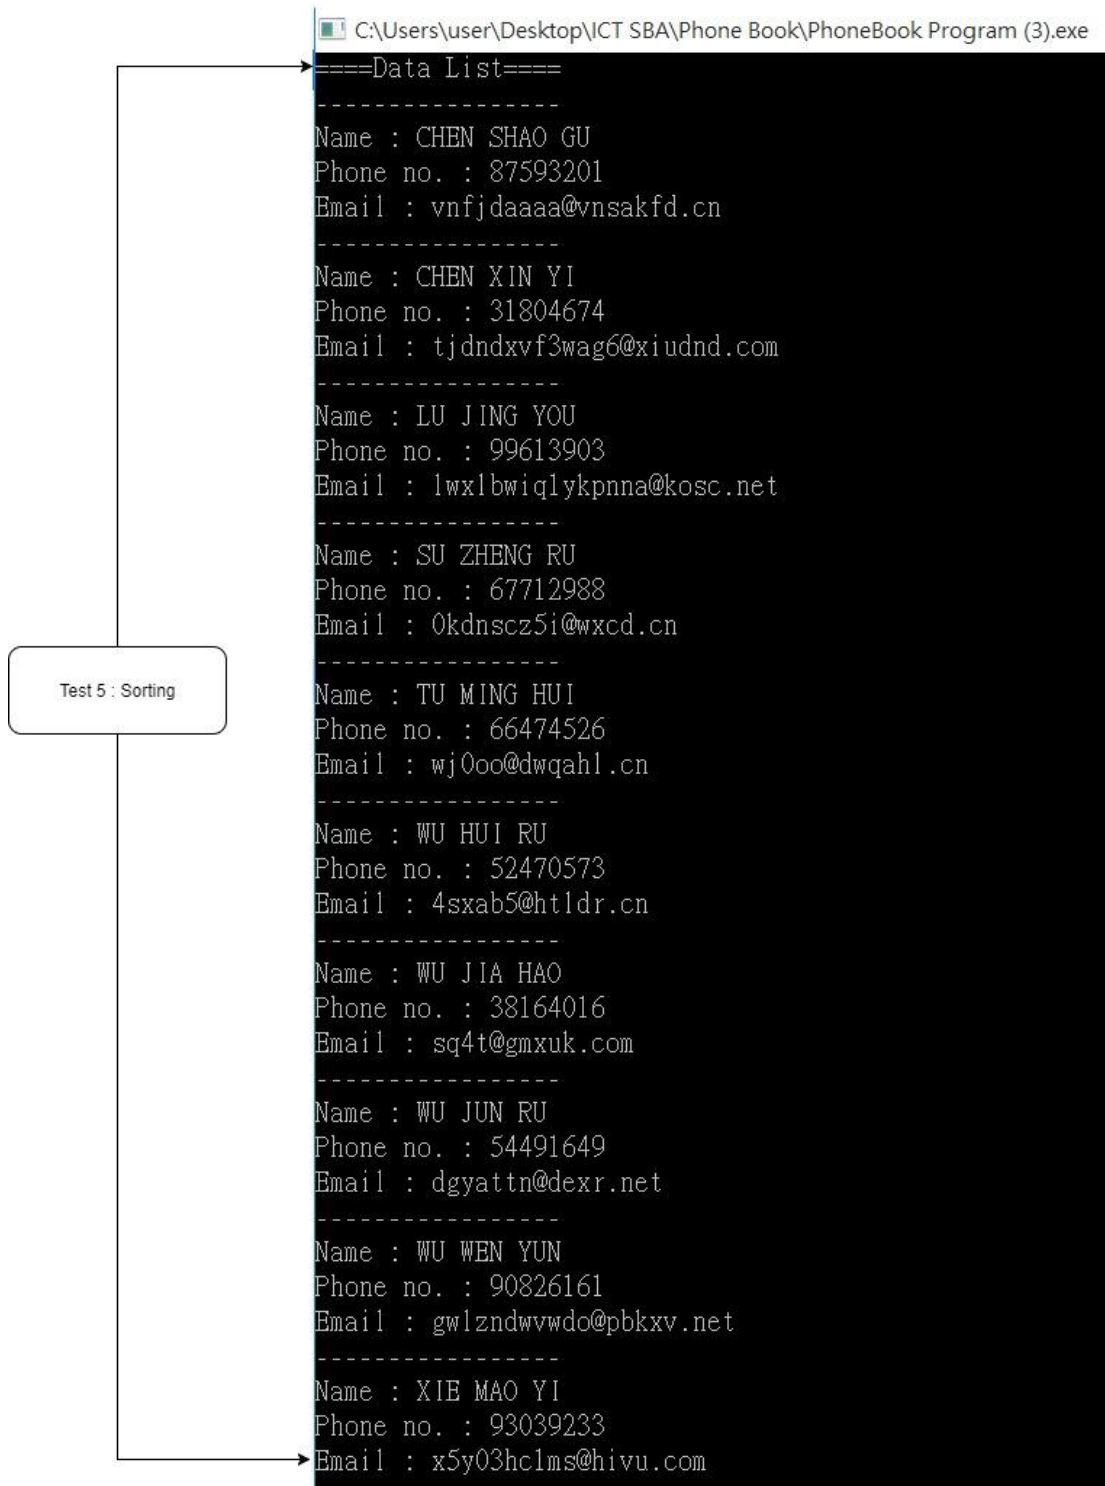 C:\Users\user\Desktop\ICT SBA\Phone Book\PhoneBook Program (3).exe
====Data List====
-----------------
Name : CHEN SHAO GU
Phone no. : 87593201
Email : vnfjdaaaa@vnsakfd.cn
-----------------
Name : CHEN XIN YI
Phone no. : 31804674
Email : tjdndxvf3wag6@xiudnd.com
-----------------
Name : LU JING YOU
Phone no. : 99613903
Email : lwxlbwiqlykpnna@kosc.net
-----------------
Name : SU ZHENG RU
Phone no. : 67712988
Email : 0kdnscz5i@wxcd.cn
-----------------
Test 5 : Sorting
Name : TU MING HUI
Phone no. : 66474526
Email : wj0oo@dwqahl.cn
-----------------
Name : WU HUI RU
Phone no. : 52470573
Email : 4sxab5@htldr.cn
-----------------
Name : WU JIA HAO
Phone no. : 38164016
Email : sq4t@gmxuk.com
-----------------
Name : WU JUN RU
Phone no. : 54491649
Email : dgyattn@dexr.net
-----------------
Name : WU WEN YUN
Phone no. : 90826161
Email : gwlzndwvwdo@pbkxv.net
-----------------
Name : XIE MAO YI
Phone no. : 93039233
Email : x5y03hclms@hivu.com